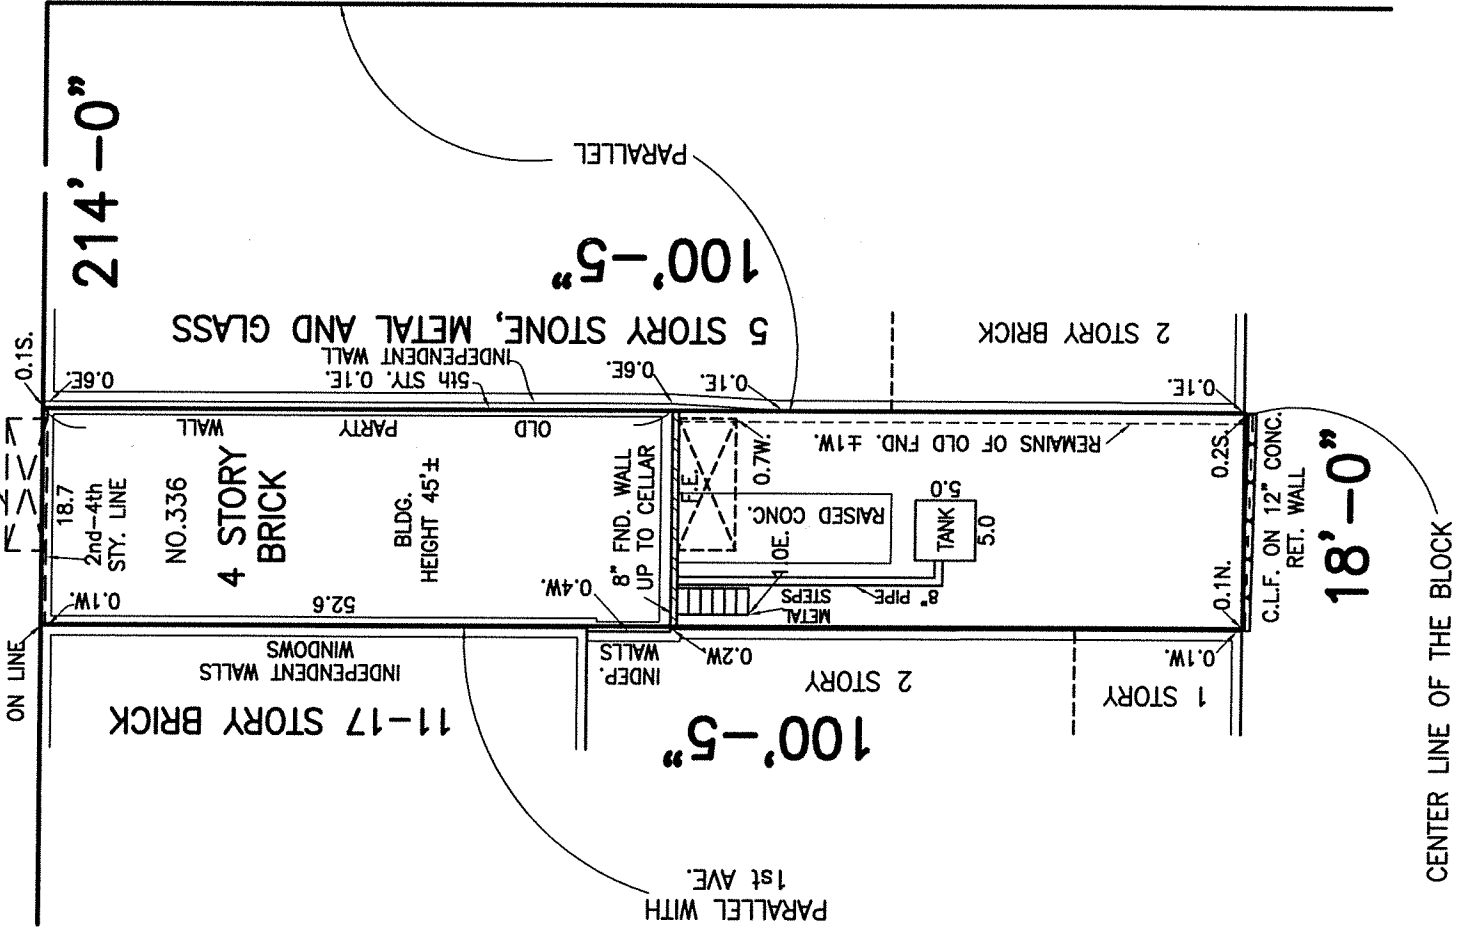 214'-0"
PARALLEL
100'-5"
5 STORY STONE, METAL AND GLASS
INDEPENDENT WALL
5th STY. 0.1E.
2 STORY BRICK
0.1S.
0.6E.
0.6E.
0.1E.
0.1E.
OLD PARTY WALL
18.7
2nd-4th
STY. LINE
NO.336
4 STORY
BRICK
BLDG.
HEIGHT 45'±
8" FND. WALL
UP TO CELLAR
F.E.
0.7W.
REMAINS OF OLD FND. ±1W.
RAISED CONC.
1.0E.
TANK
5.0
5.0
8" PIPE
METAL
STEPS
0.2S.
0.1N.
C.L.F. ON 12" CONC.
RET. WALL
18'-0"
ON LINE
0.1W.
52.6
0.4W.
0.2W.
0.1W.
INDEPENDENT WALLS
WINDOWS
INDEP.
WALLS
11-17 STORY BRICK
2 STORY
1 STORY
100'-5"
PARALLEL WITH
1st AVE.
CENTER LINE OF THE BLOCK